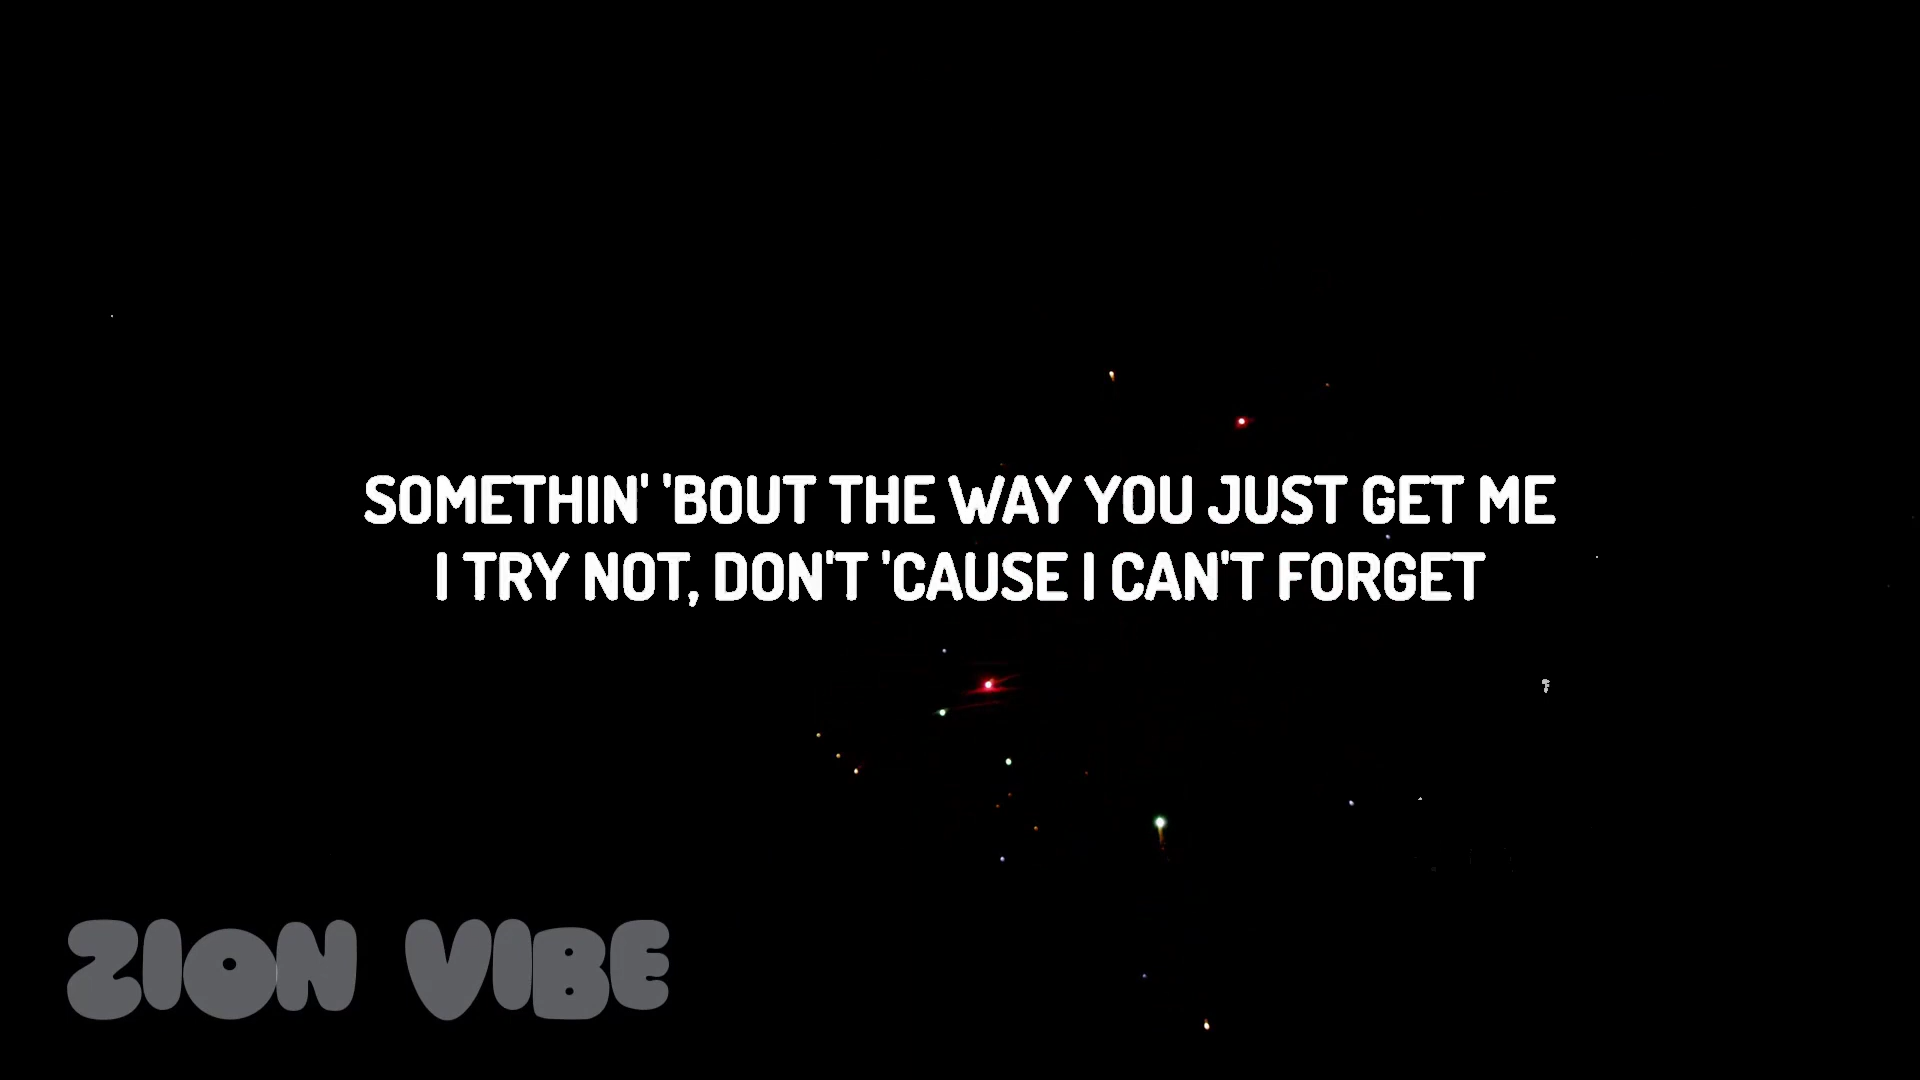 SOMETHIN' 'BOUT THE WAY YOU JUST GET ME
I TRY NOT, DON'T 'CAUSE I CAN'T FORGET
ZION VIBE